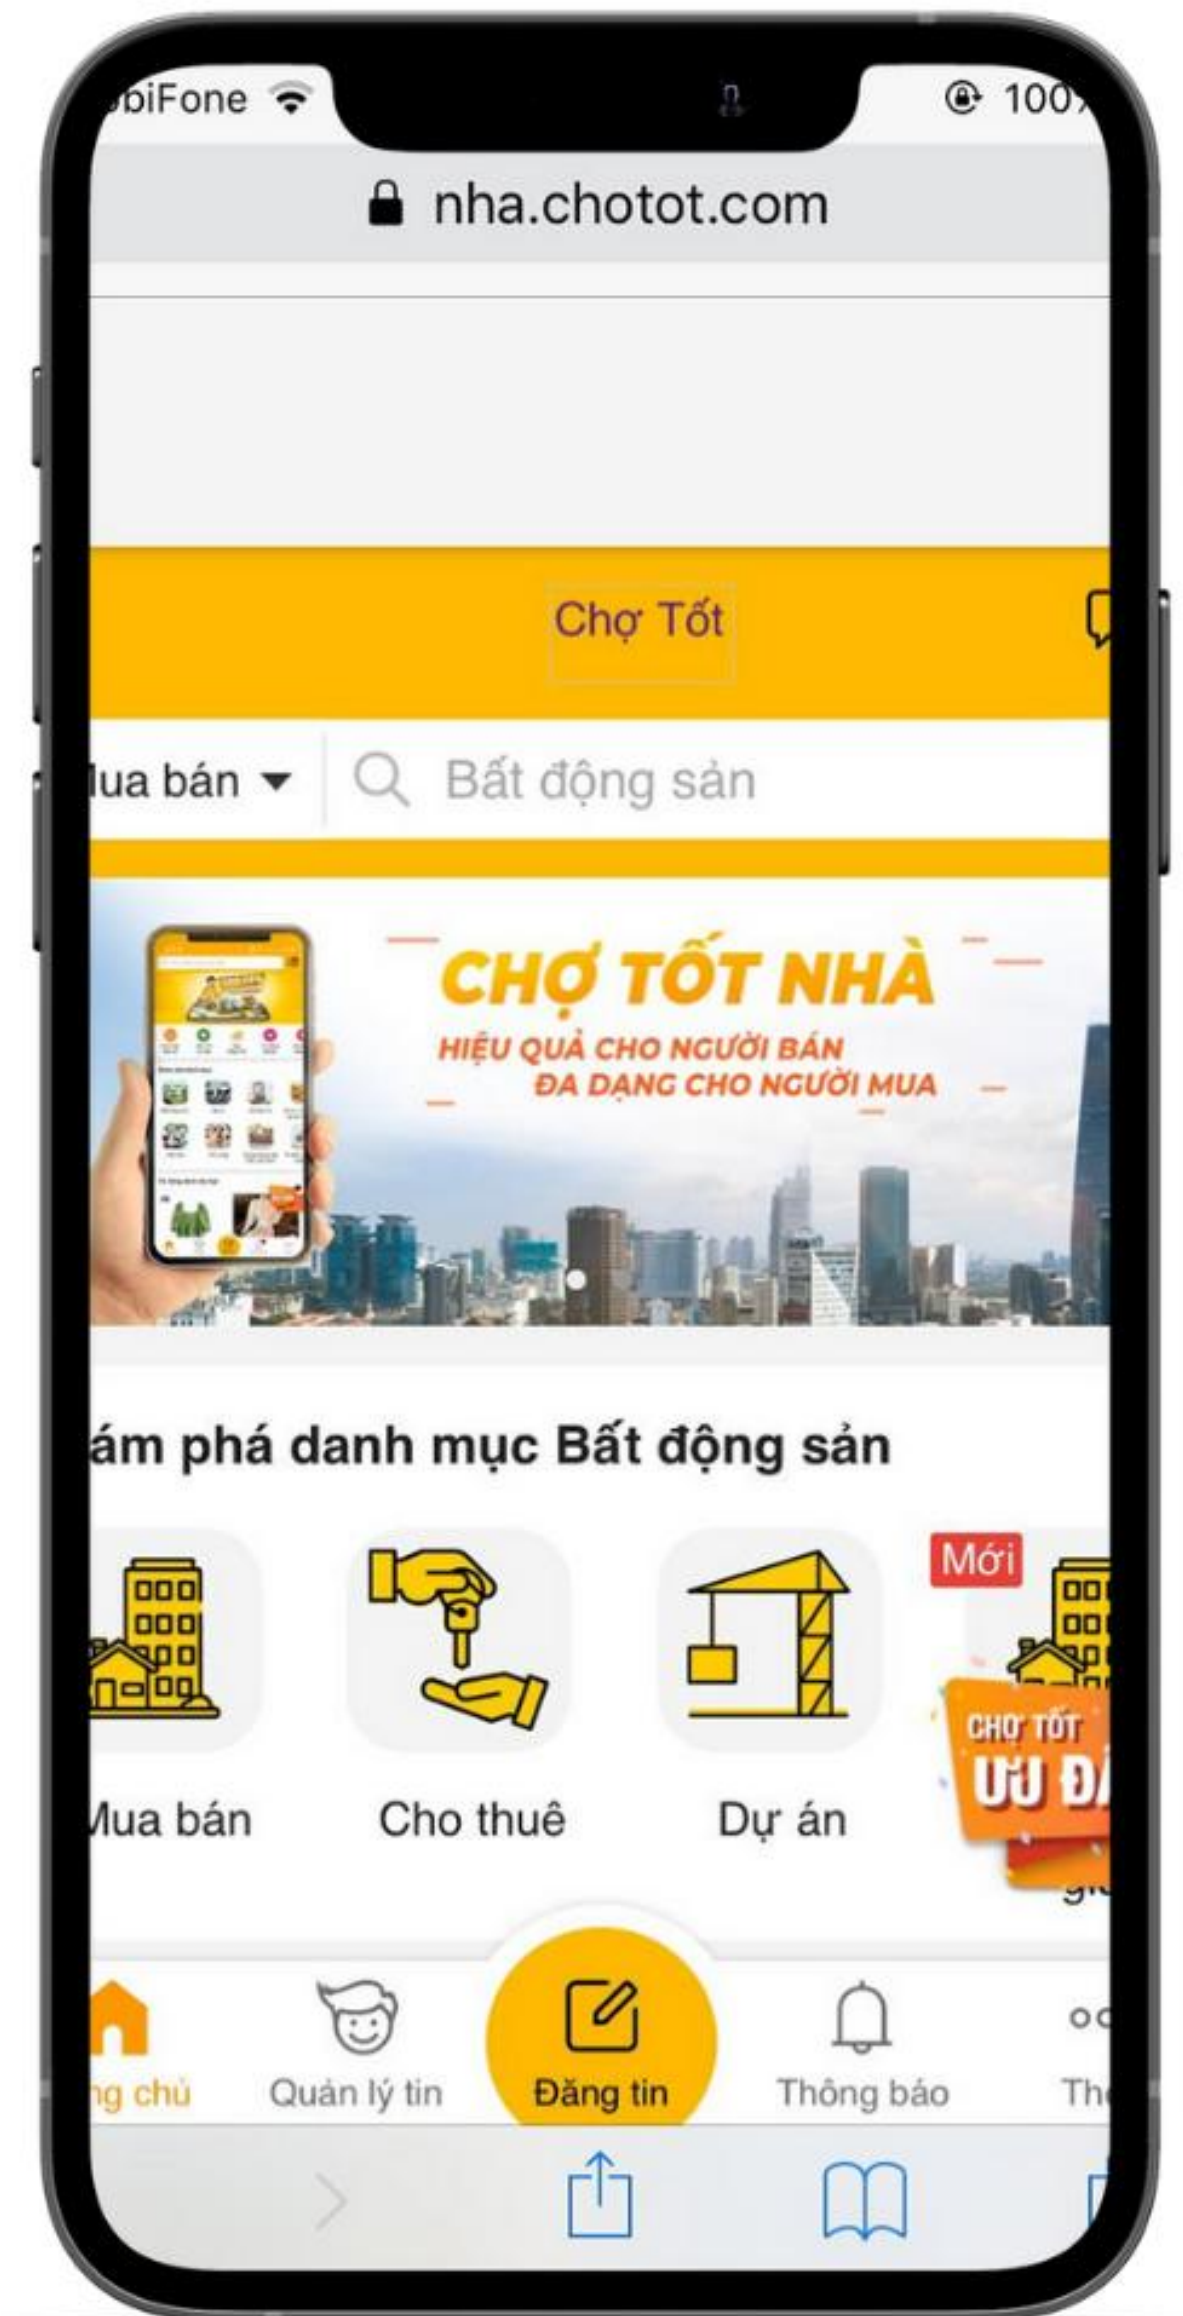 biFone 100%
nha.chotot.com
Chợ Tốt
ua bán Bất động sản
CHỢ TỐT NHÀ
HIỆU QUẢ CHO NGƯỜI BÁN
ĐA DẠNG CHO NGƯỜI MUA
ám phá danh mục Bất động sản
Mới
CHỢ TỐT
ƯU ĐÃ
Mua bán Cho thuê Dự án
ng chủ Quản lý tin Đăng tin Thông báo Th